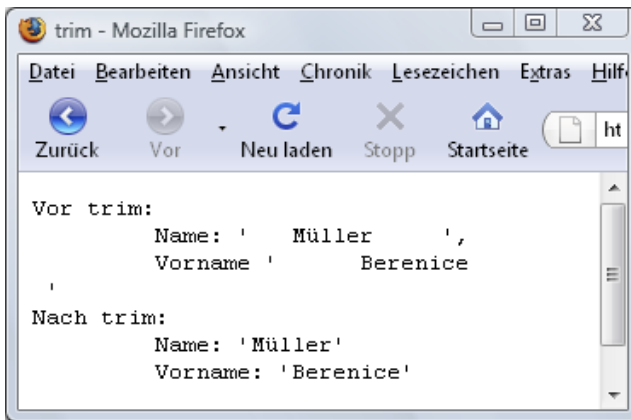 trim - Mozilla Firefox
Datei Bearbeiten Ansicht Chronik Lesezeichen Extras Hilf
Zurück Vor Neu laden Stopp Startseite ht
Vor trim:
Name: '   Müller      ',
Vorname '      Berenice
'
Nach trim:
Name: 'Müller'
Vorname: 'Berenice'